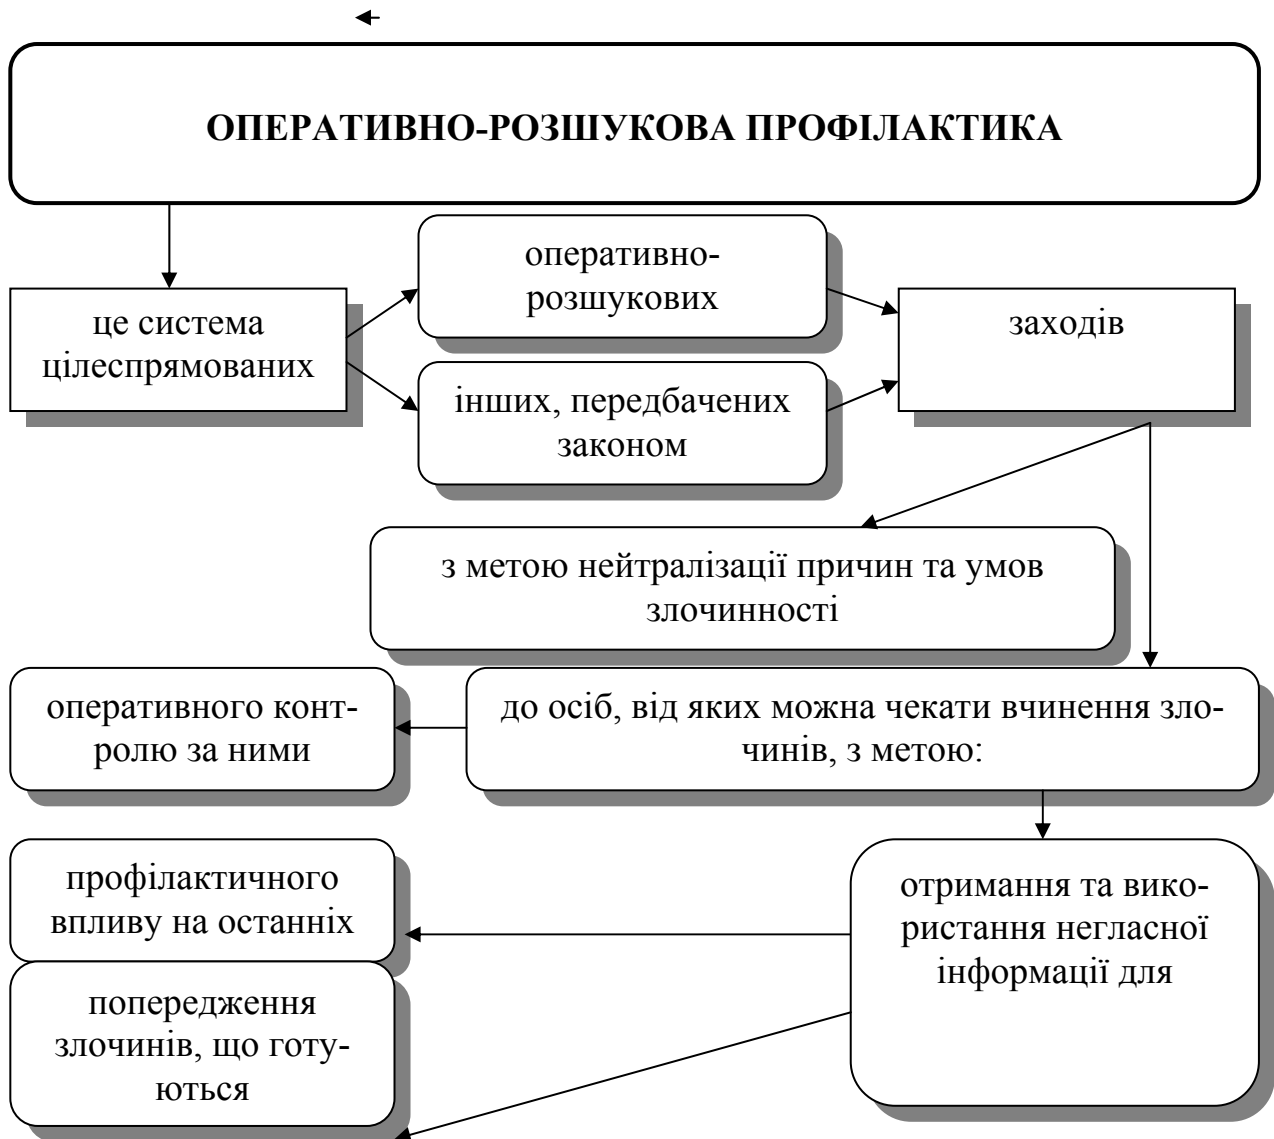 ОПЕРАТИВНО-РОЗШУКОВА ПРОФІЛАКТИКА
це система
цілеспрямованих
оперативно-
розшукових
інших, передбачених
законом
заходів
з метою нейтралізації причин та умов
злочинності
до осіб, від яких можна чекати вчинення зло-
чинів, з метою:
оперативного конт-
ролю за ними
отримання та вико-
ристання негласної
інформації для
профілактичного
впливу на останніх
попередження
злочинів, що готу-
ються